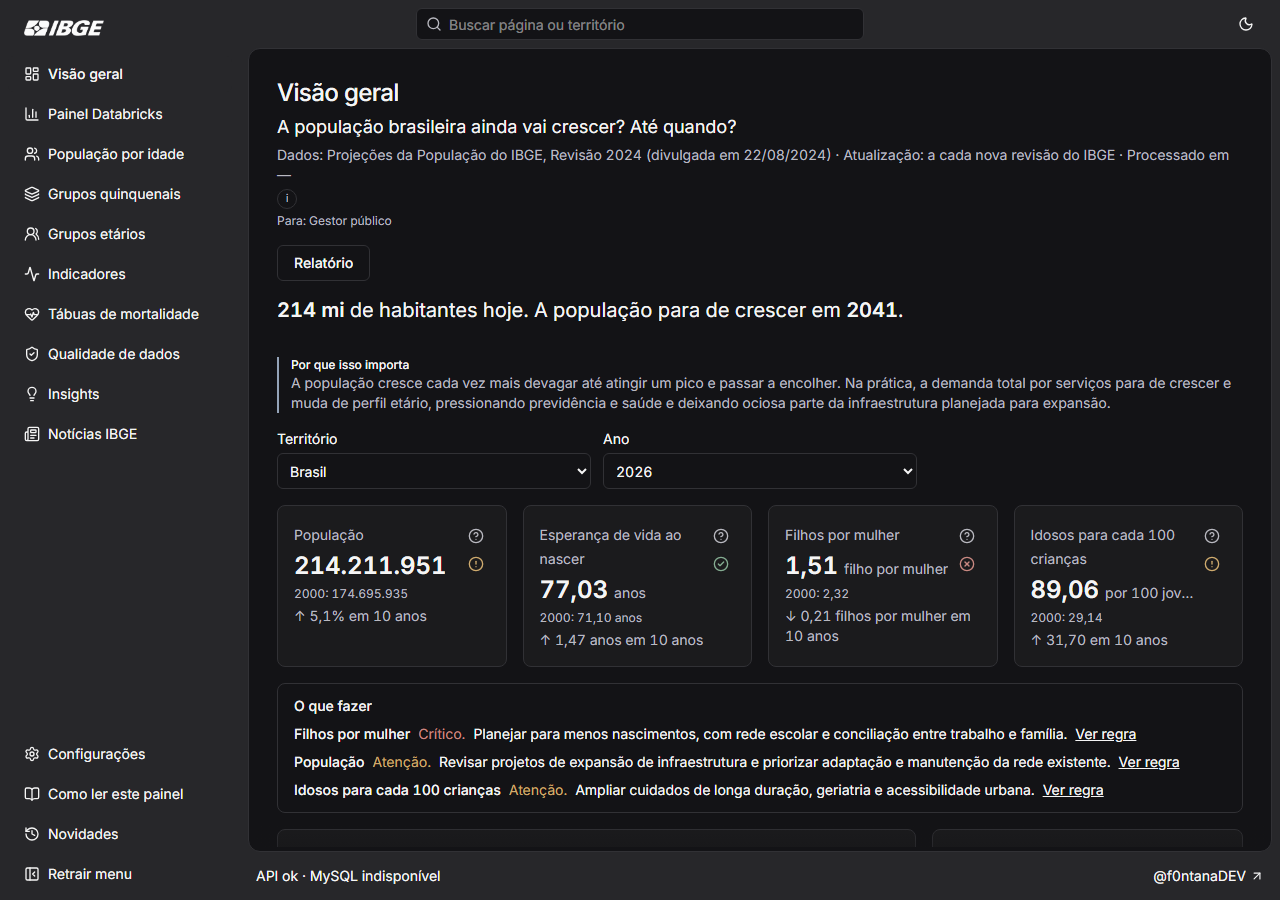 IBGE
Buscar página ou território
Visão geral
Painel Databricks
População por idade
Grupos quinquenais
Grupos etários
Indicadores
Tábuas de mortalidade
Qualidade de dados
Insights
Notícias IBGE
Configurações
Como ler este painel
Novidades
Retrair menu
Visão geral
A população brasileira ainda vai crescer? Até quando?
Dados: Projeções da População do IBGE, Revisão 2024 (divulgada em 22/08/2024) · Atualização: a cada nova revisão do IBGE · Processado em
—
i
Para: Gestor público
Relatório
214 mi de habitantes hoje. A população para de crescer em 2041.
Por que isso importa
A população cresce cada vez mais devagar até atingir um pico e passar a encolher. Na prática, a demanda total por serviços para de crescer e
muda de perfil etário, pressionando previdência e saúde e deixando ociosa parte da infraestrutura planejada para expansão.
Território
Brasil
Ano
2026
População
214.211.951
2000: 174.695.935
↑ 5,1% em 10 anos
Esperança de vida ao
nascer
77,03 anos
2000: 71,10 anos
↑ 1,47 anos em 10 anos
Filhos por mulher
1,51 filho por mulher
2000: 2,32
↓ 0,21 filhos por mulher em
10 anos
Idosos para cada 100
crianças
89,06 por 100 jov...
2000: 29,14
↑ 31,70 em 10 anos
O que fazer
Filhos por mulher Crítico. Planejar para menos nascimentos, com rede escolar e conciliação entre trabalho e família. Ver regra
População Atenção. Revisar projetos de expansão de infraestrutura e priorizar adaptação e manutenção da rede existente. Ver regra
Idosos para cada 100 crianças Atenção. Ampliar cuidados de longa duração, geriatria e acessibilidade urbana. Ver regra
API ok · MySQL indisponível
@f0ntanaDEV ↗